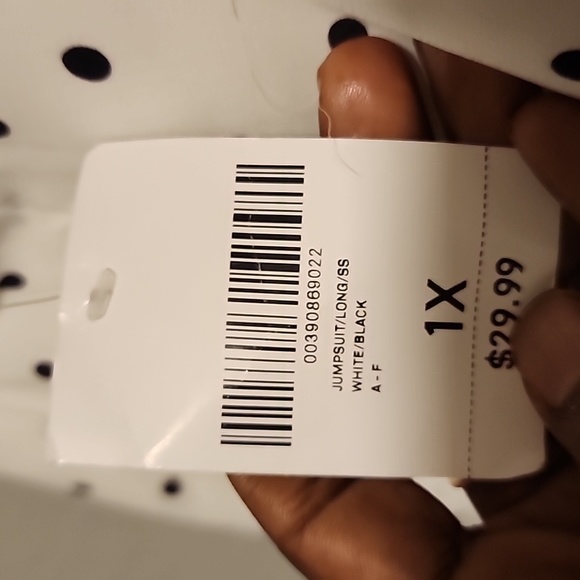 00390869022
JUMPSUIT/LONG/SS
WHITE/BLACK
A-F
1X
$29.99